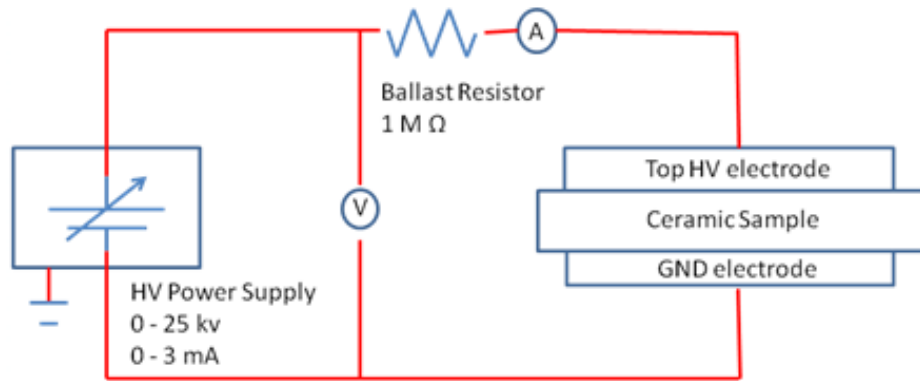 A
Ballast Resistor
1 M Ω
Top HV electrode
V
Ceramic Sample
GND electrode
HV Power Supply
0 - 25 kv
0 - 3 mA